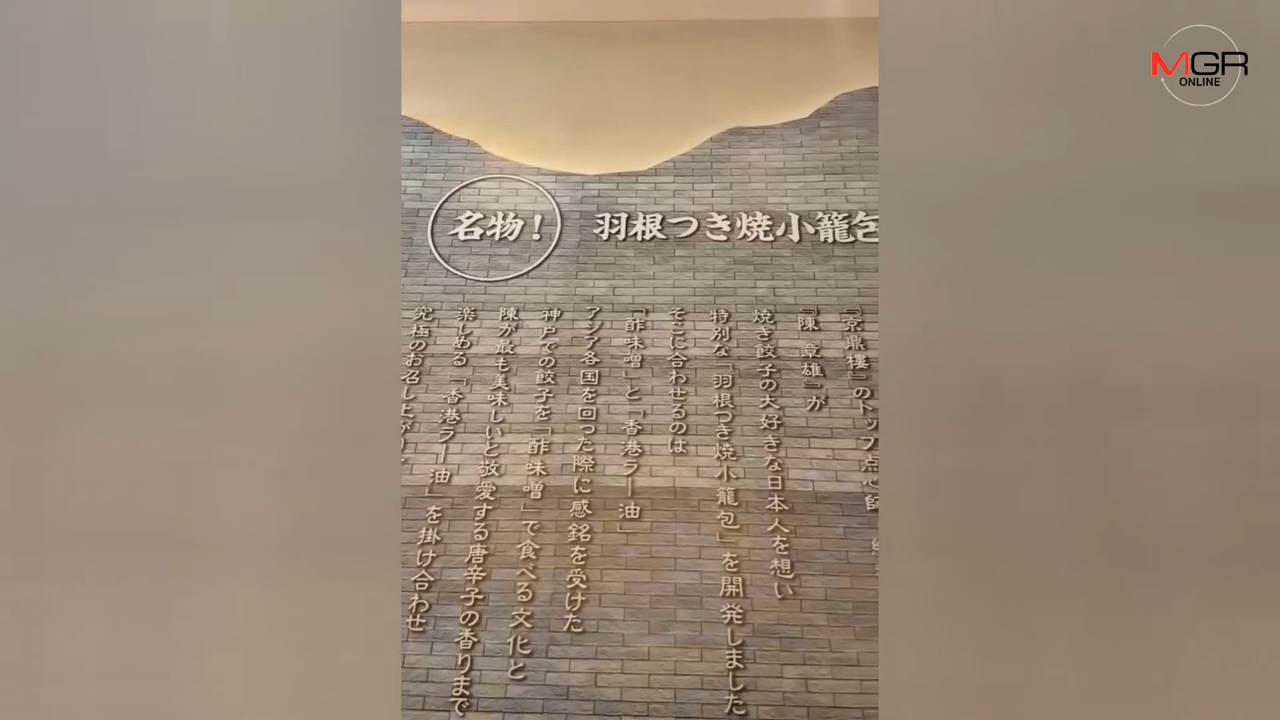 MGR
ONLINE
名物！
羽根つき焼小籠包
『京鼎樓』のトップ点心師
『陳 章雄』が
焼き餃子の大好きな日本人を想い
特別な「羽根つき焼小籠包」を開発しました
そこに合わせるのは
「酢味噌」と「香港ラー油」
アジア各国を回った際に感銘を受けた
神戸での餃子を「酢味噌」で食べる文化と
陳が最も美味しいと敬愛する唐辛子の香りまで
楽しめる「香港ラー油」を掛け合わせ
究極のお召し上がり